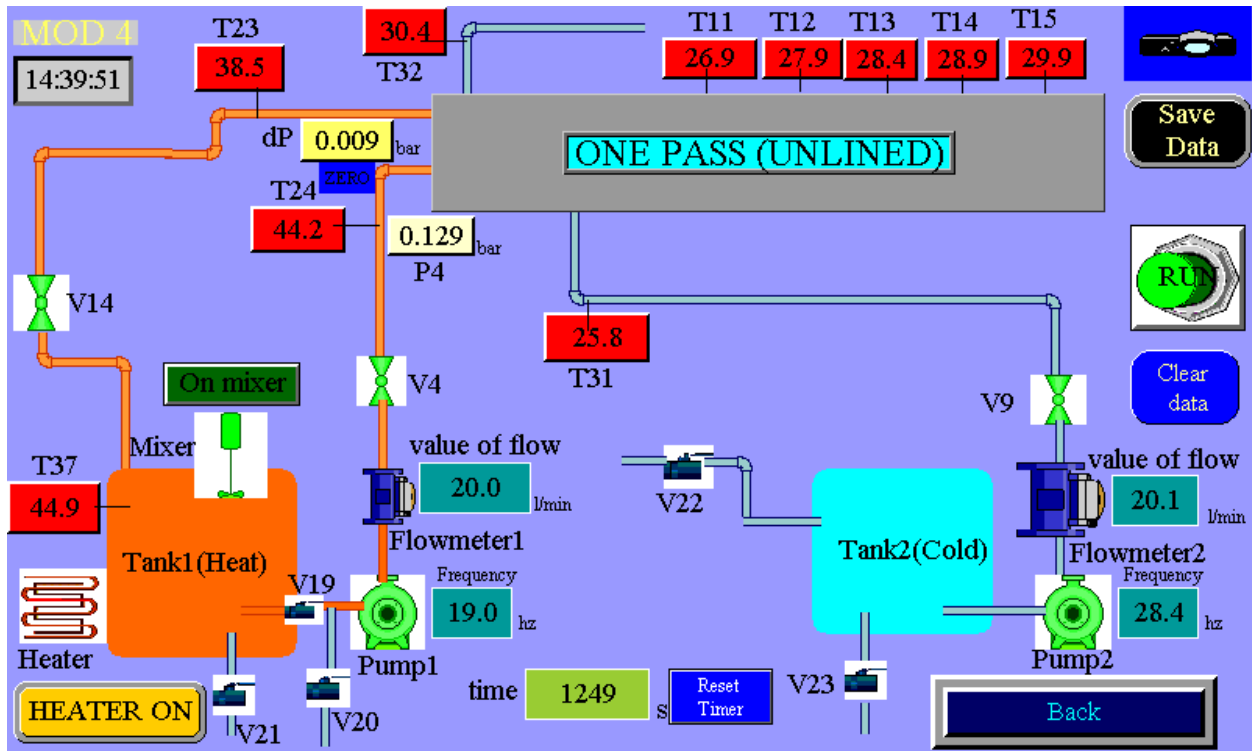 MOD 4
14:39:51
T23
38.5
30.4
T32
T11
T12
T13
T14
T15
26.9
27.9
28.4
28.9
29.9
Save
Data
dP
0.009
bar
ZERO
ONE PASS (UNLINED)
T24
44.2
0.129
bar
P4
V14
RUN
25.8
T31
On mixer
V4
V9
Clear
data
Mixer
value of flow
20.0
l/min
Flowmeter1
value of flow
20.1
l/min
Flowmeter2
T37
44.9
V22
Tank1(Heat)
Tank2(Cold)
V19
Frequency
19.0
hz
Frequency
28.4
hz
Heater
Pump1
Pump2
HEATER ON
V21
V20
time
1249
s
Reset
Timer
V23
Back